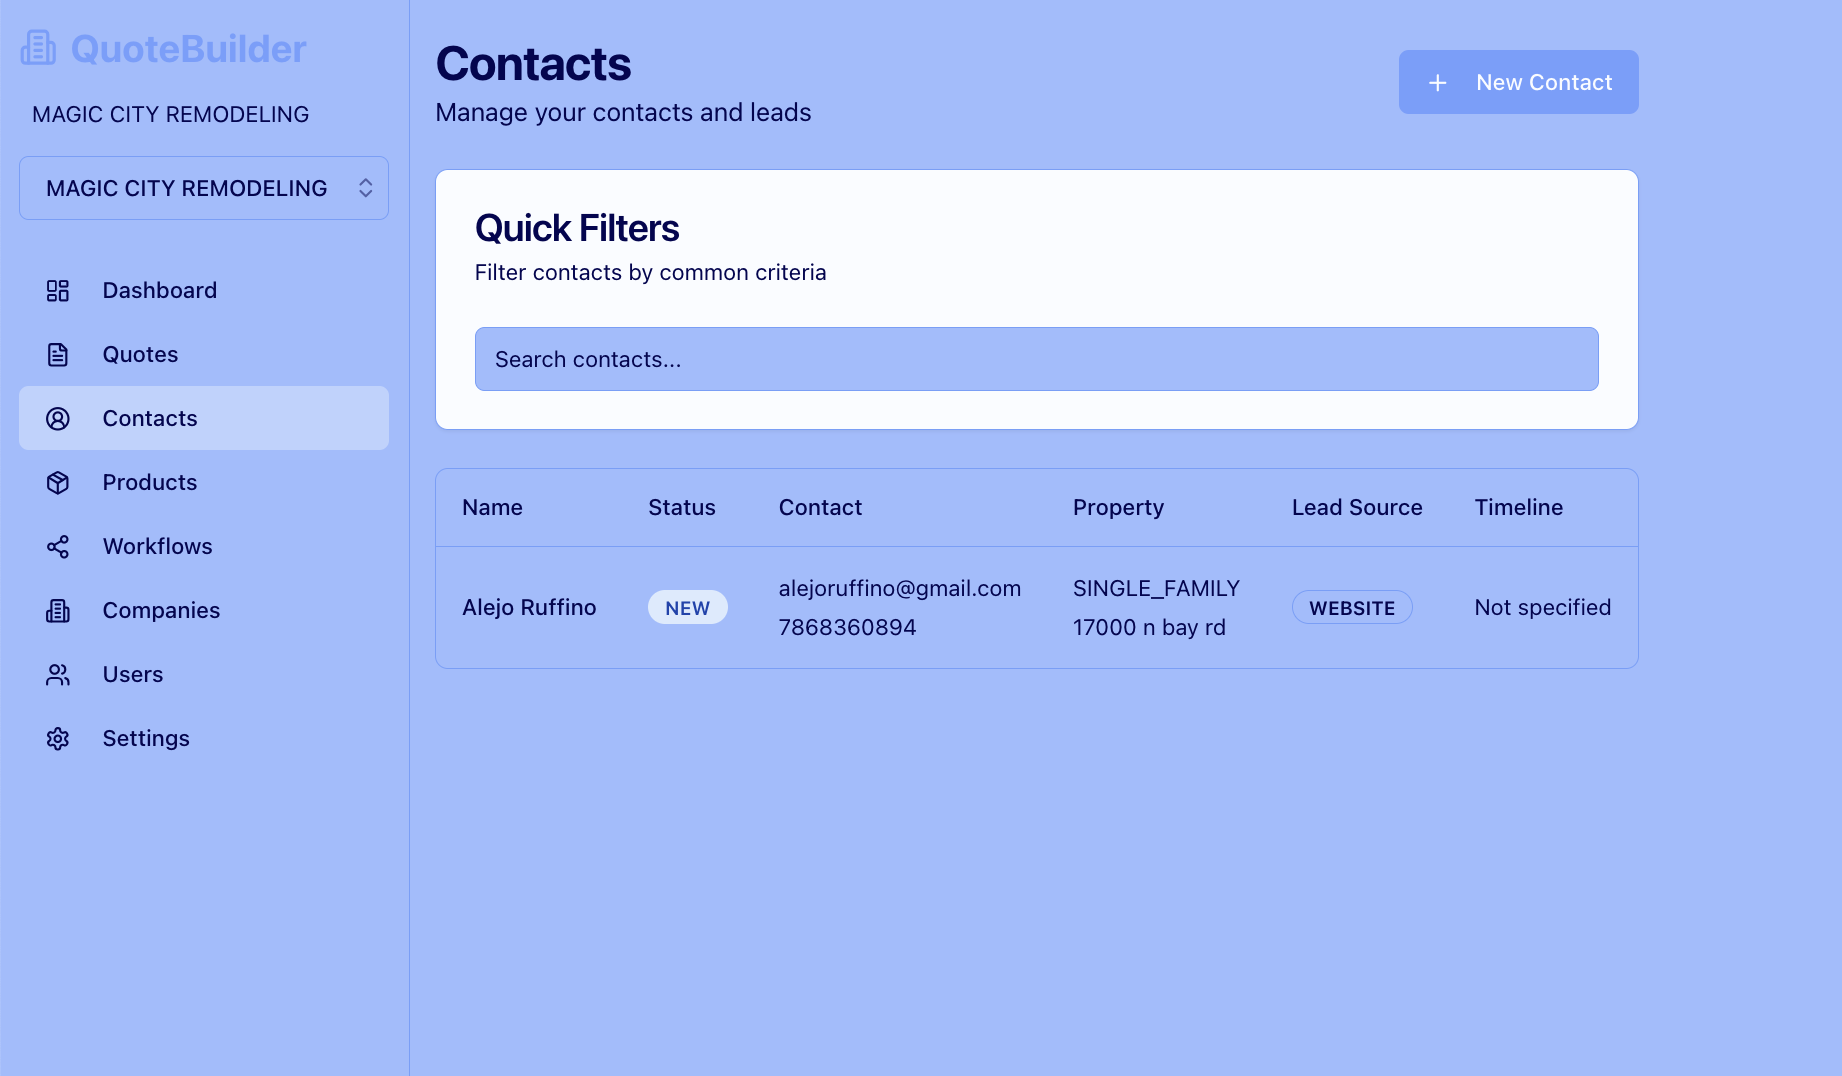 QuoteBuilder
MAGIC CITY REMODELING
MAGIC CITY REMODELING
Dashboard
Quotes
Contacts
Products
Workflows
Companies
Users
Settings
Contacts
Manage your contacts and leads
New Contact
Quick Filters
Filter contacts by common criteria
Search contacts...
Name Status Contact Property Lead Source Timeline
Alejo Ruffino NEW alejoruffino@gmail.com SINGLE_FAMILY WEBSITE Not specified
7868360894 17000 n bay rd